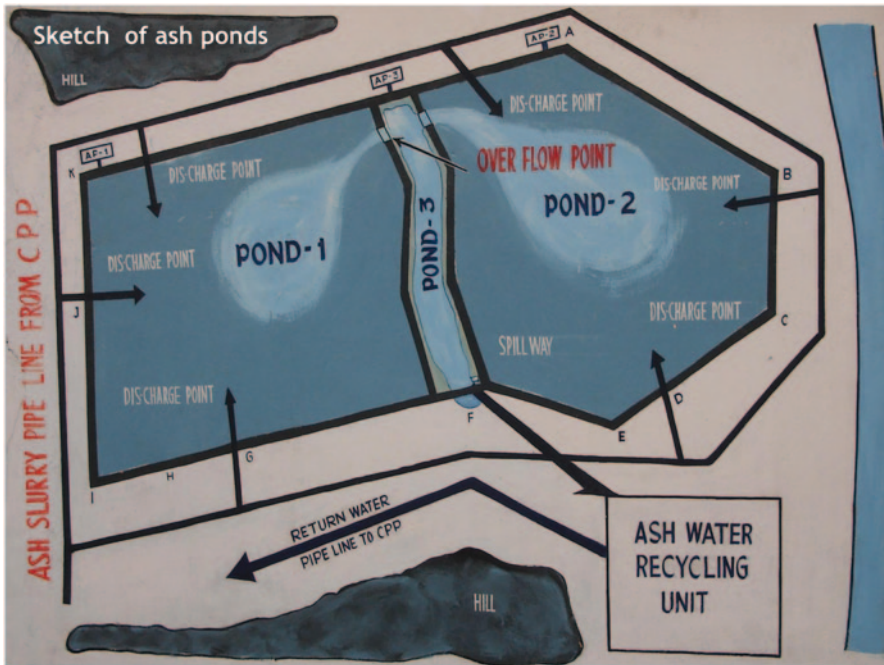 Sketch of ash ponds
HILL
AP-1
AP-3
AP-2
A
K
B
DIS-CHARGE POINT
DIS-CHARGE POINT
OVER FLOW POINT
DIS-CHARGE POINT
POND-1
POND-3
POND-2
DIS-CHARGE POINT
J
DIS-CHARGE POINT
C
SPILL WAY
DIS-CHARGE POINT
D
F
E
G
H
I
ASH SLURRY PIPE LINE FROM C.P.P
RETURN WATER
PIPE LINE TO CPP
ASH WATER
RECYCLING
UNIT
HILL